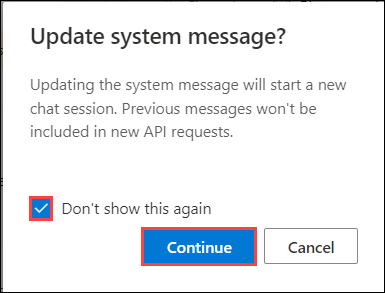 Update system message?
Updating the system message will start a new
chat session. Previous messages won't be
included in new API requests.
Don't show this again
Continue
Cancel